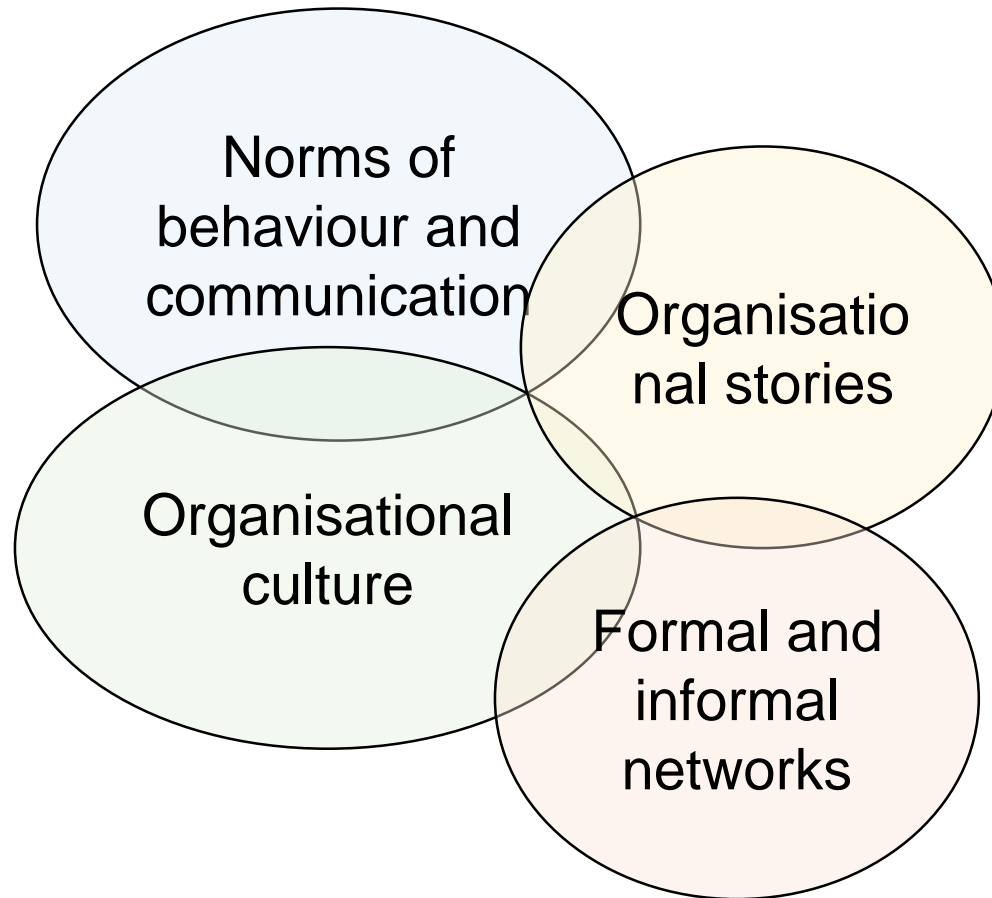 Norms of
behaviour and
communication
Organisatio
nal stories
Organisational
culture
Formal and
informal
networks